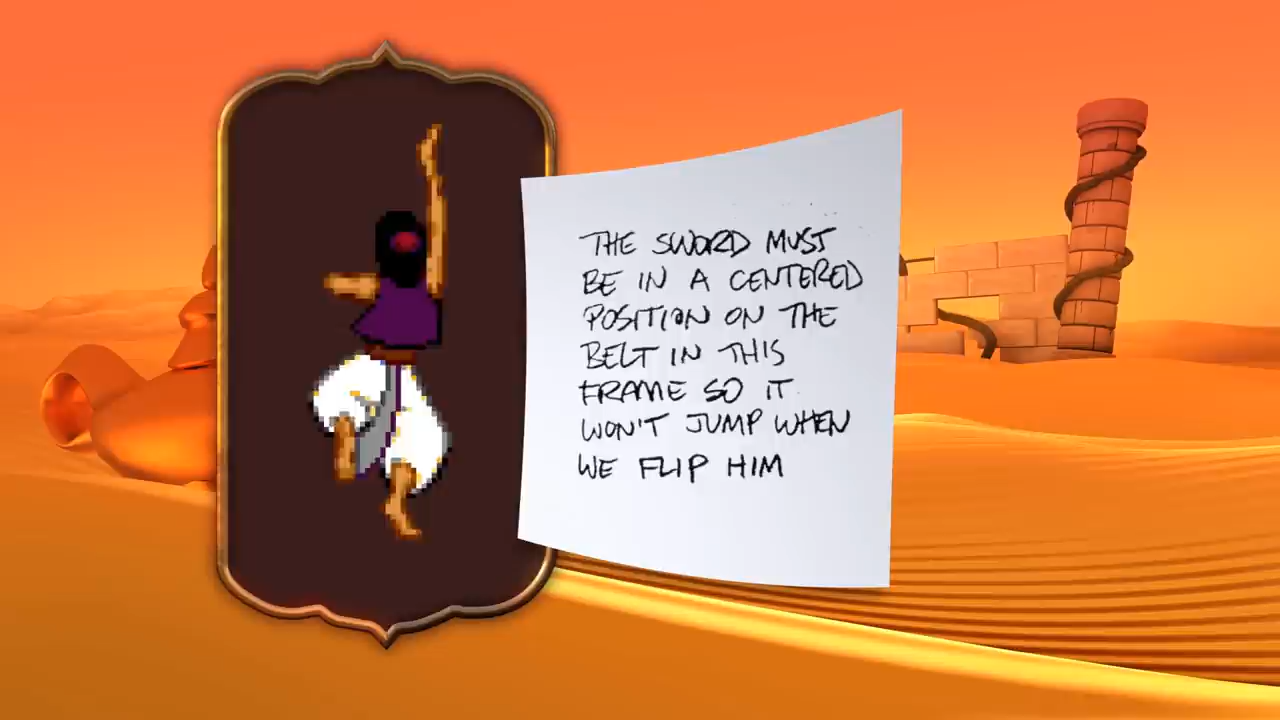 THE SWORD MUST
BE IN A CENTERED
POSITION ON THE
BELT IN THIS
FRAME SO IT
WON'T JUMP WHEN
WE FLIP HIM